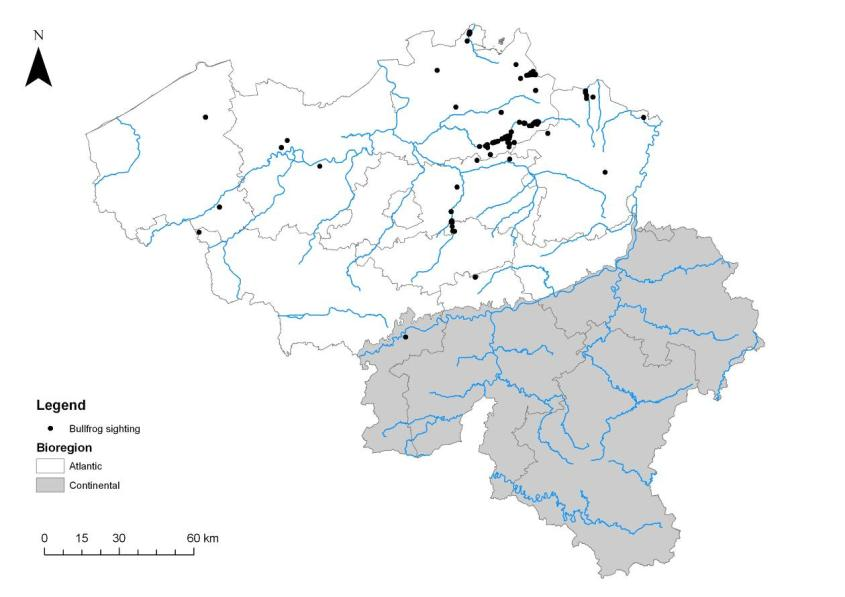 N
Legend
Bullfrog sighting
Bioregion
Atlantic
Continental
0 15 30 60 km